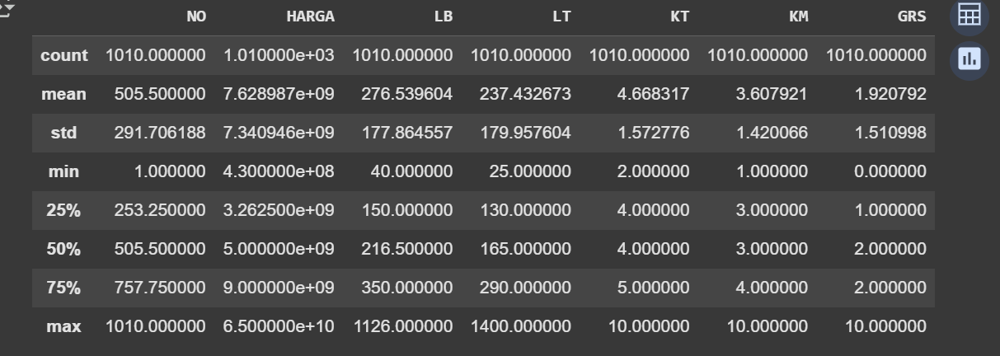 NO HARGA LB LT KT KM GRS
count 1010.000000 1.010000e+03 1010.000000 1010.000000 1010.000000 1010.000000 1010.000000
mean 505.500000 7.628987e+09 276.539604 237.432673 4.668317 3.607921 1.920792
std 291.706188 7.340946e+09 177.864557 179.957604 1.572776 1.420066 1.510998
min 1.000000 4.300000e+08 40.000000 25.000000 2.000000 1.000000 0.000000
25% 253.250000 3.262500e+09 150.000000 130.000000 4.000000 3.000000 1.000000
50% 505.500000 5.000000e+09 216.500000 165.000000 4.000000 3.000000 2.000000
75% 757.750000 9.000000e+09 350.000000 290.000000 5.000000 4.000000 2.000000
max 1010.000000 6.500000e+10 1126.000000 1400.000000 10.000000 10.000000 10.000000